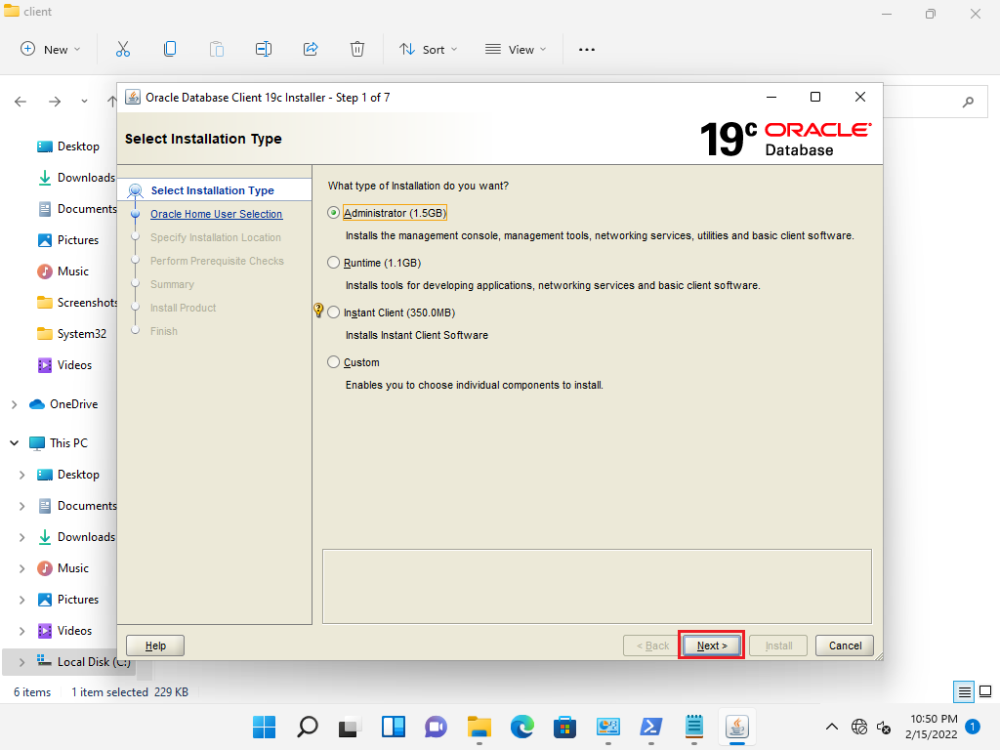 client
New
Sort
View
Oracle Database Client 19c Installer - Step 1 of 7
Select Installation Type
19c ORACLE
Database
Desktop
Downloads
Documents
Pictures
Music
Screenshots
System32
Videos
OneDrive
This PC
Desktop
Documents
Downloads
Music
Pictures
Videos
Local Disk (C:)
Select Installation Type
Oracle Home User Selection
Specify Installation Location
Perform Prerequisite Checks
Summary
Install Product
Finish
What type of Installation do you want?
Administrator (1.5GB)
Installs the management console, management tools, networking services, utilities and basic client software.
Runtime (1.1GB)
Installs tools for developing applications, networking services and basic client software.
Instant Client (350.0MB)
Installs Instant Client Software
Custom
Enables you to choose individual components to install.
Help
< Back
Next >
Install
Cancel
6 items
1 item selected 229 KB
10:50 PM
2/15/2022
1